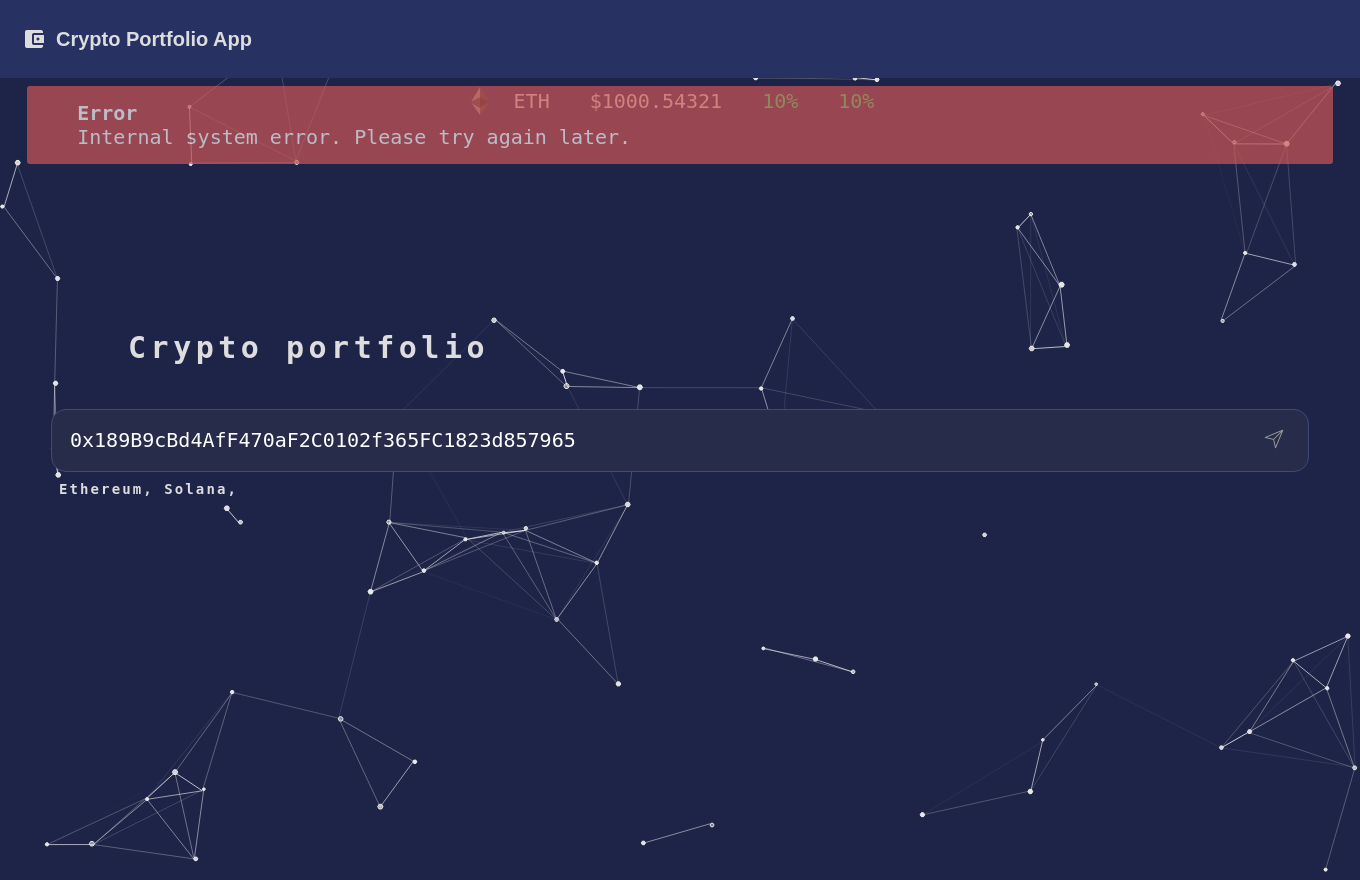 Crypto Portfolio App
ETH $1000.54321 10% 10%
Error
Internal system error. Please try again later.
Crypto portfolio
0x189B9cBd4AfF470aF2C0102f365FC1823d857965
Ethereum, Solana,